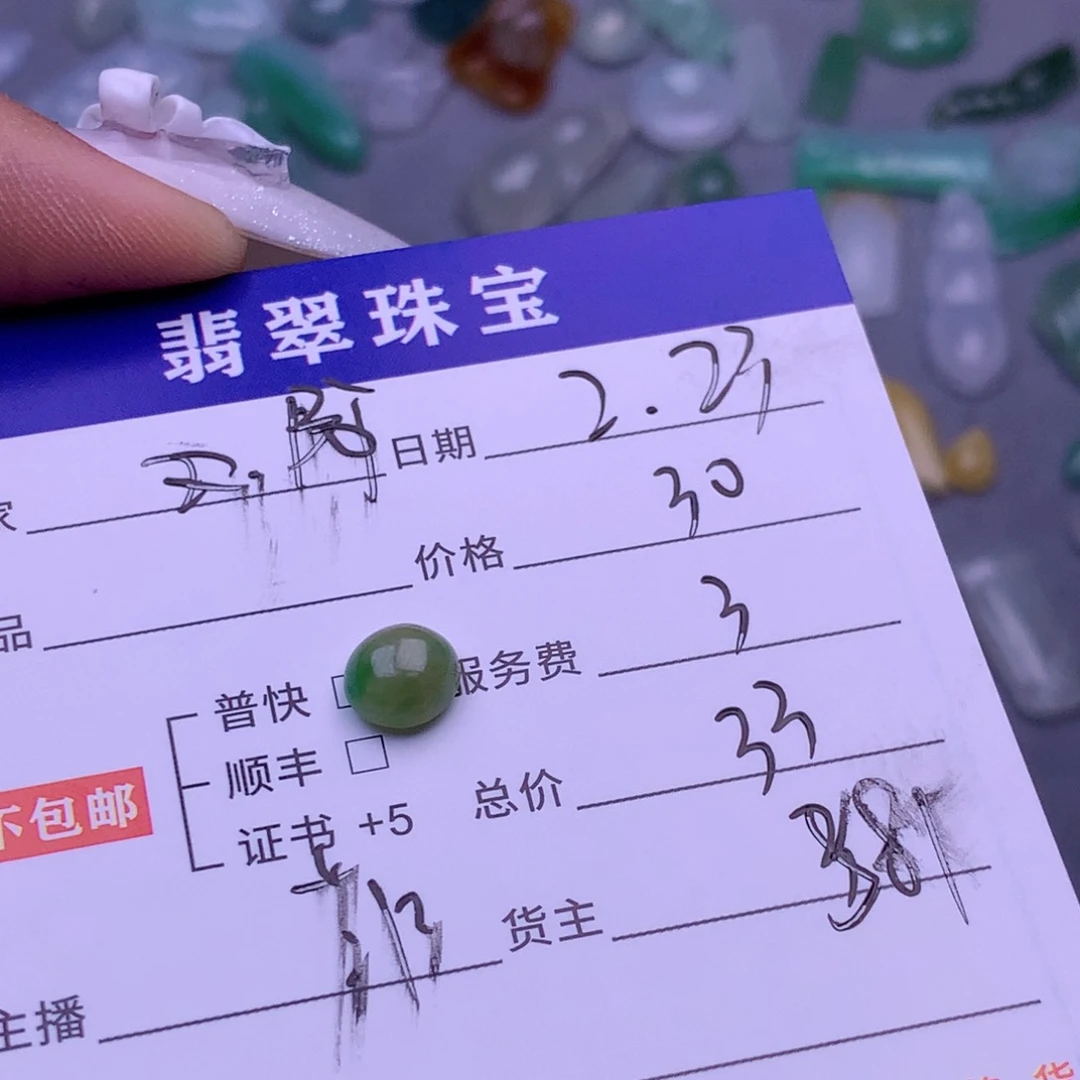 翡翠珠宝
家 日期 2.23
品 价格 30
普快 服务费 3
顺丰
不包邮
证书 +5 总价 33
货主 381
主播